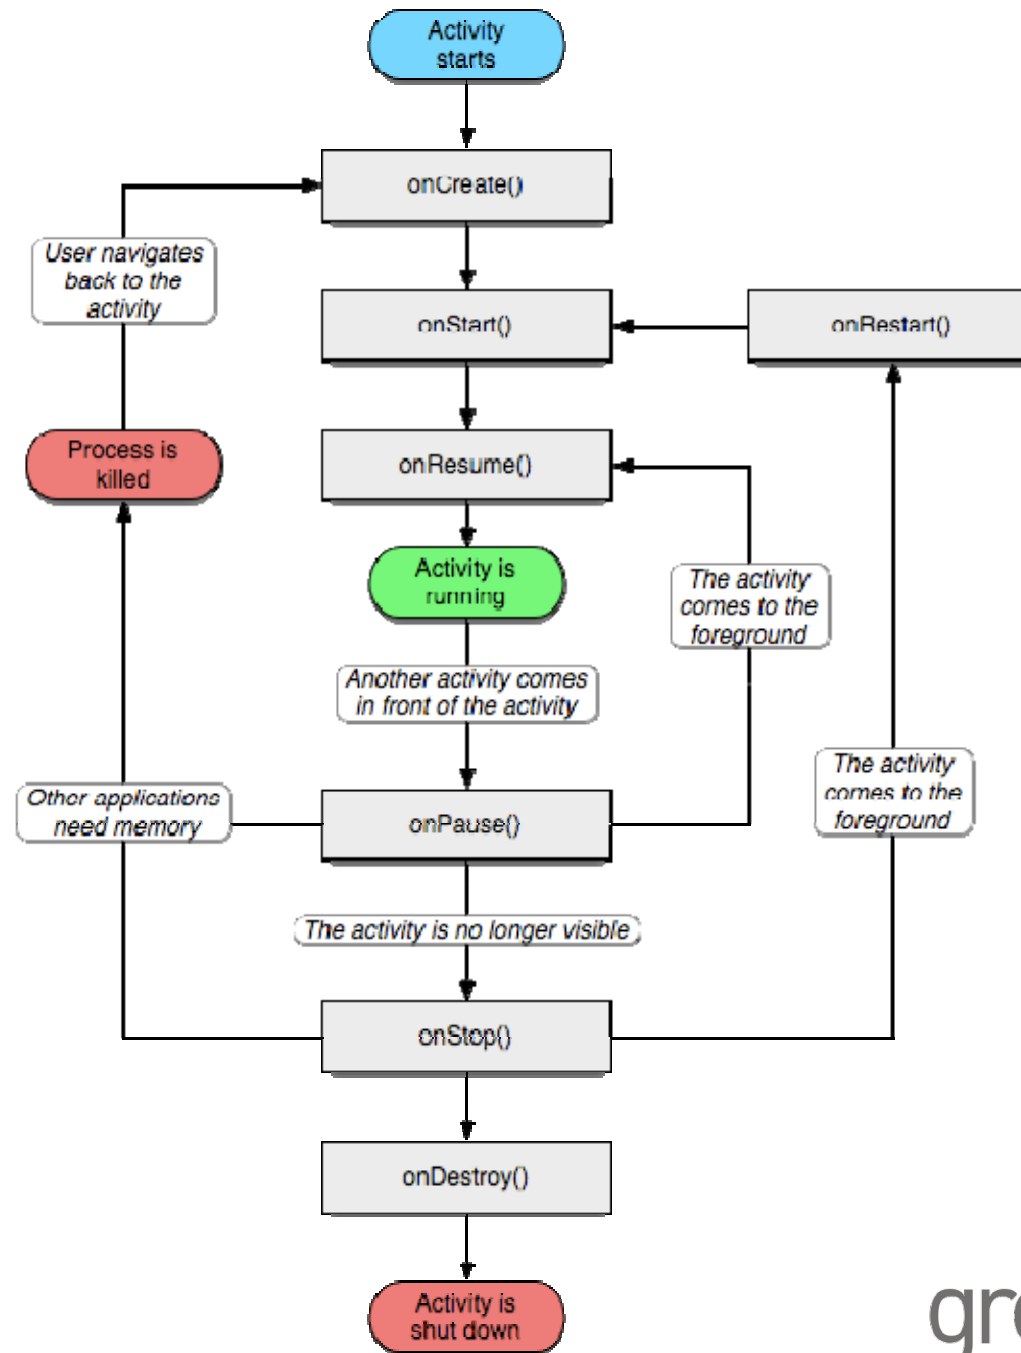 Activity
starts
onCreate()
User navigates
back to the
activity
onStart()
onRestart()
Process is
killed
onResume()
Activity is
running
The activity
comes to the
foreground
Another activity comes
in front of the activity
The activity
comes to the
foreground
Other applications
need memory
onPause()
The activity is no longer visible
onStop()
onDestroy()
Activity is
shut down